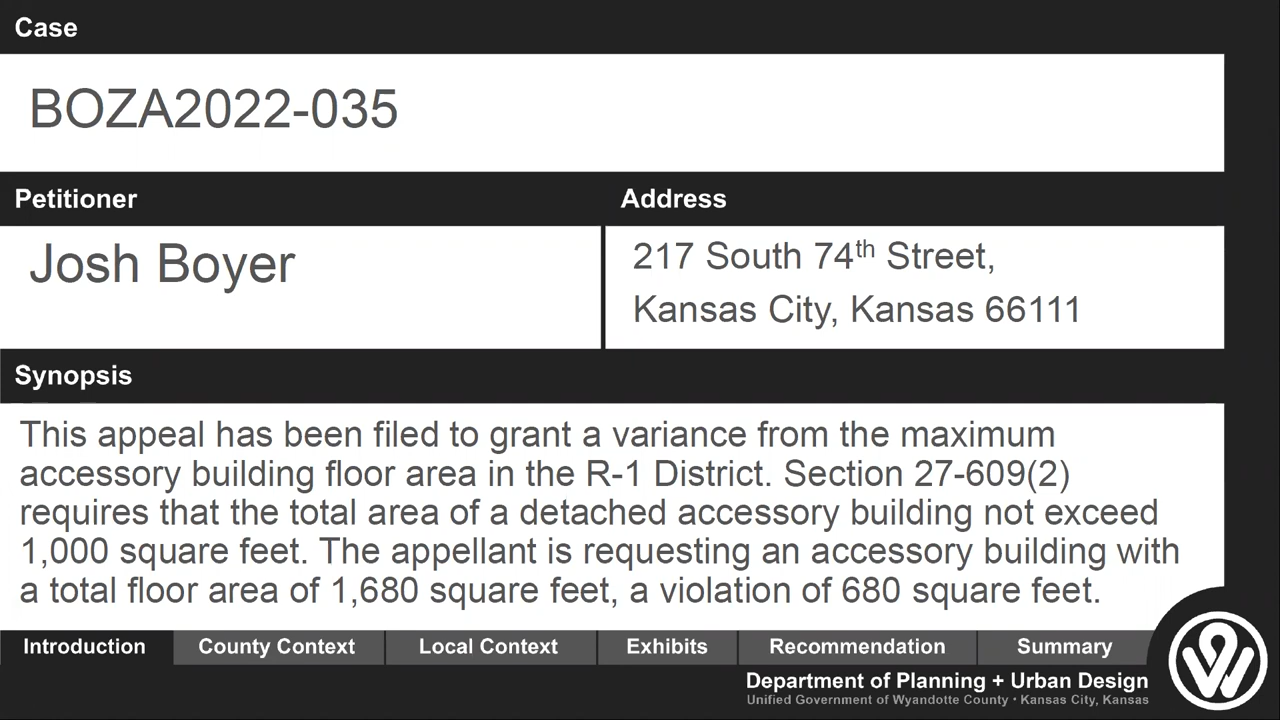 Case
BOZA2022-035
Petitioner
Address
Josh Boyer
217 South 74th Street,
Kansas City, Kansas 66111
Synopsis
This appeal has been filed to grant a variance from the maximum
accessory building floor area in the R-1 District. Section 27-609(2)
requires that the total area of a detached accessory building not exceed
1,000 square feet. The appellant is requesting an accessory building with
a total floor area of 1,680 square feet, a violation of 680 square feet.
Introduction
County Context
Local Context
Exhibits
Recommendation
Summary
Department of Planning + Urban Design
Unified Government of Wyandotte County • Kansas City, Kansas